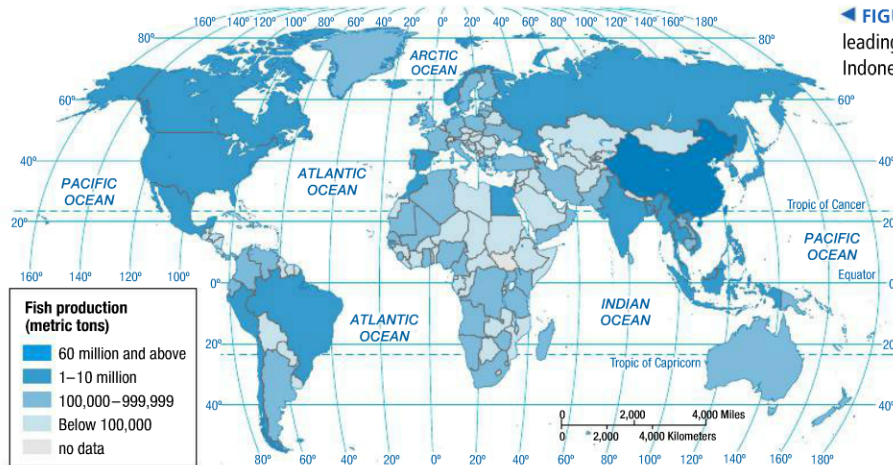 160° 140° 120° 100° 80° 60° 40° 20° 0° 20° 40° 60° 80° 100° 120° 140° 160°
◀ FIGU
leading
Indone
80°
80°
ARCTIC
OCEAN
60°
60°
40°
40°
PACIFIC
OCEAN
ATLANTIC
OCEAN
20°
Tropic of Cancer
20°
PACIFIC
OCEAN
160° 140° 120° 100°
0°
Equator
0°
Fish production
(metric tons)
60 million and above
1–10 million
100,000–999,999
Below 100,000
no data
ATLANTIC
OCEAN
INDIAN
OCEAN
20°
Tropic of Capricorn
20°
40°
40°
0 2,000 4,000 Miles
0 2,000 4,000 Kilometers
80° 60° 40° 20° 0° 20° 40° 60° 80° 100° 120° 140° 160° 180°